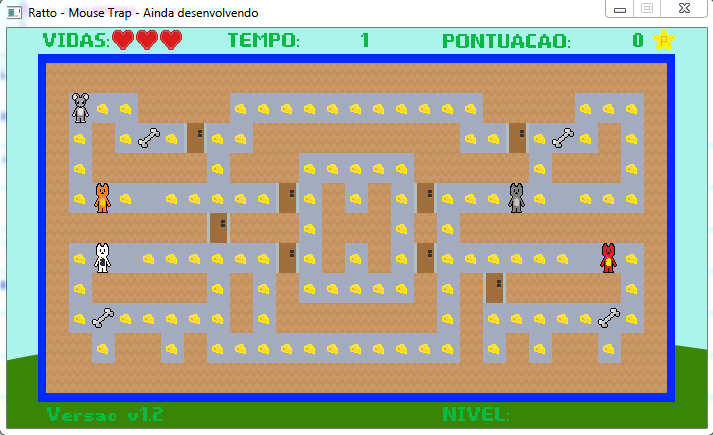 Ratto - Mouse Trap - Ainda desenvolvendo
VIDAS: TEMPO: 1 PONTUACAO: 0 P
Versao v1.2 NIVEL: